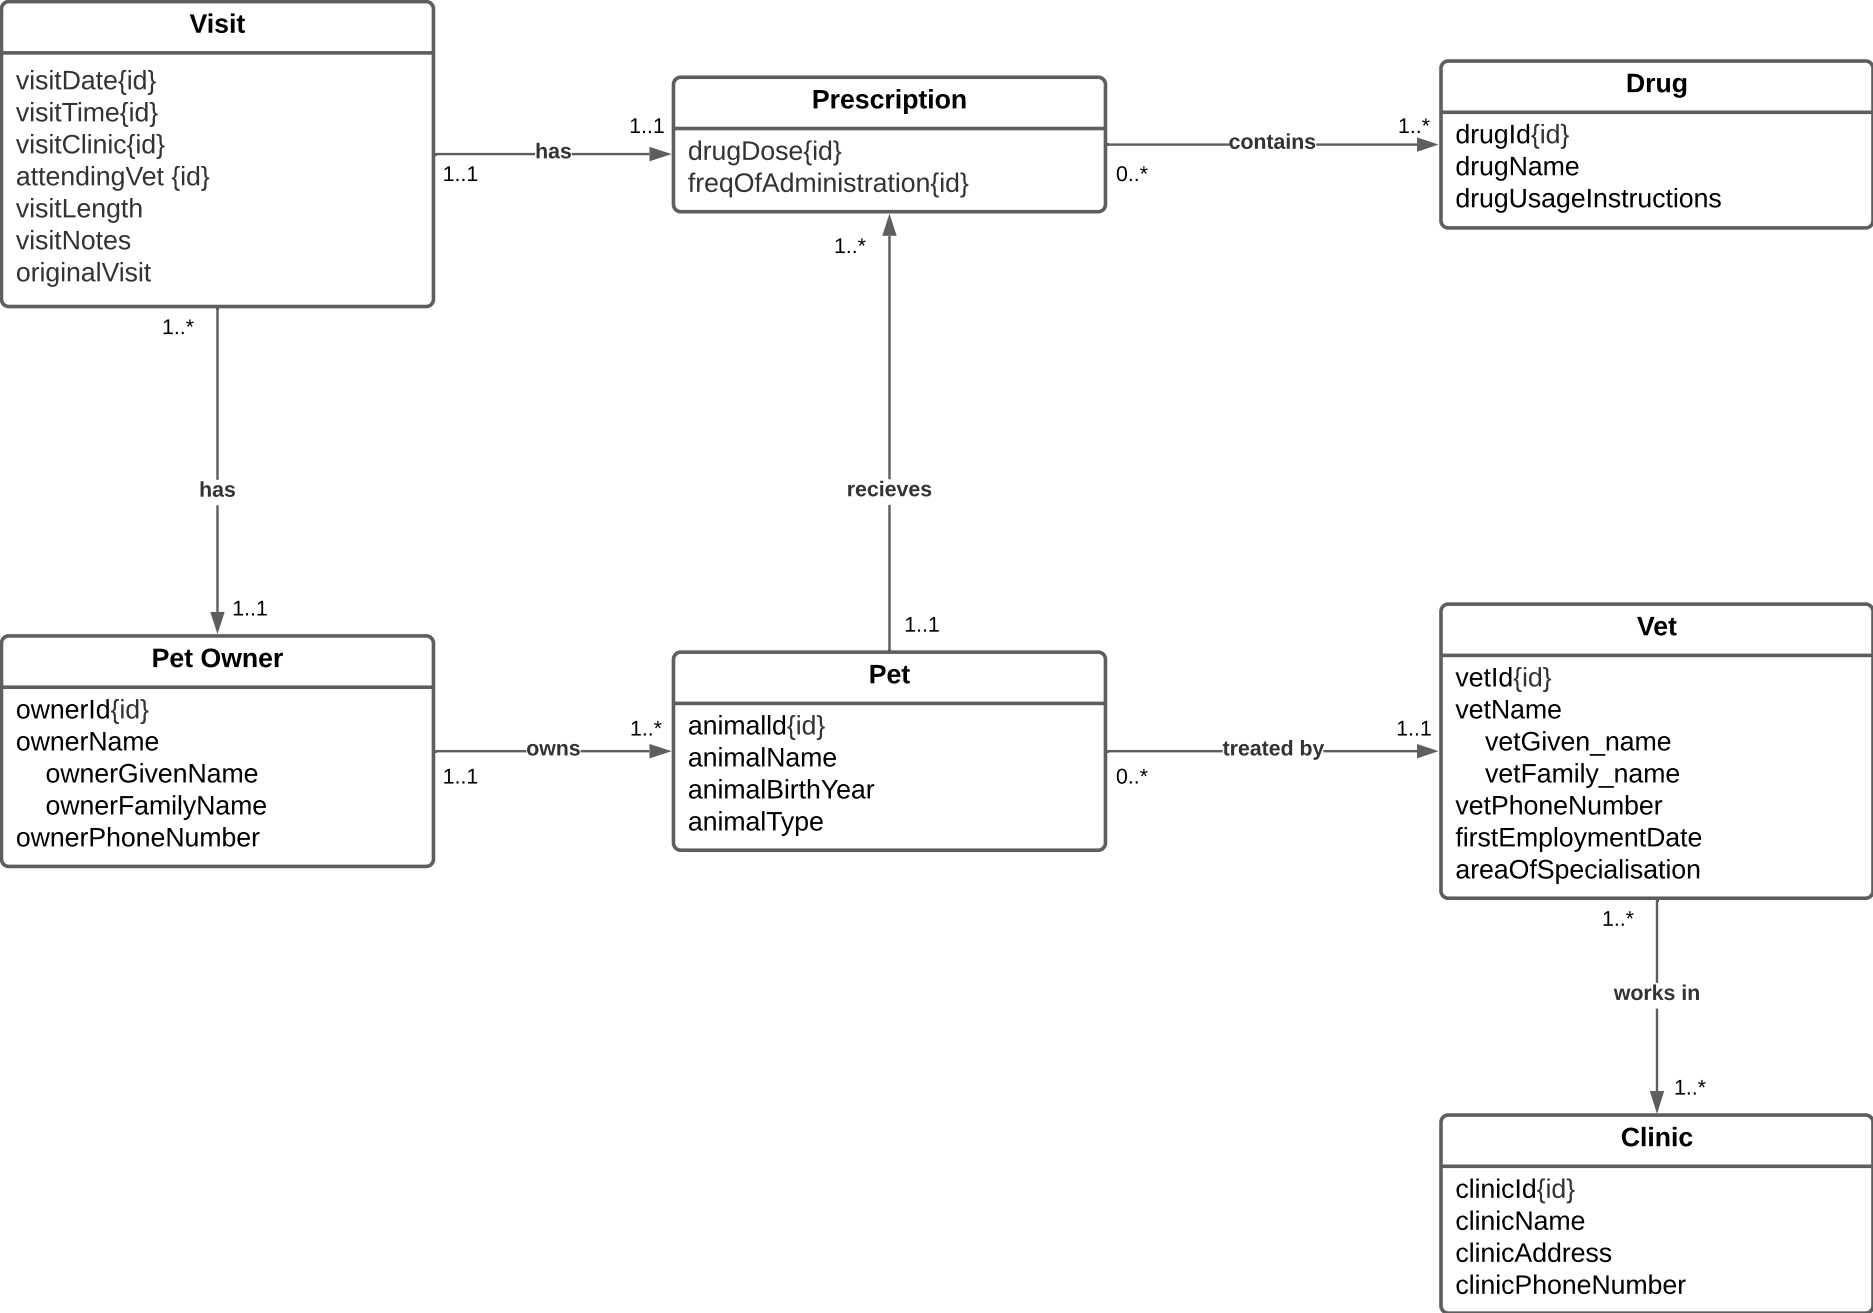 Visit
visitDate{id}
visitTime{id}
visitClinic{id}
attendingVet {id}
visitLength
visitNotes
originalVisit
1..1
has
1..1
Prescription
drugDose{id}
freqOfAdministration{id}
0..*
contains
1..*
Drug
drugId{id}
drugName
drugUsageInstructions
1..*
has
1..1
1..*
recieves
1..1
Pet Owner
ownerId{id}
ownerName
ownerGivenName
ownerFamilyName
ownerPhoneNumber
1..1
owns
1..*
Pet
animalId{id}
animalName
animalBirthYear
animalType
0..*
treated by
1..1
Vet
vetId{id}
vetName
vetGiven_name
vetFamily_name
vetPhoneNumber
firstEmploymentDate
areaOfSpecialisation
1..*
works in
1..*
Clinic
clinicId{id}
clinicName
clinicAddress
clinicPhoneNumber